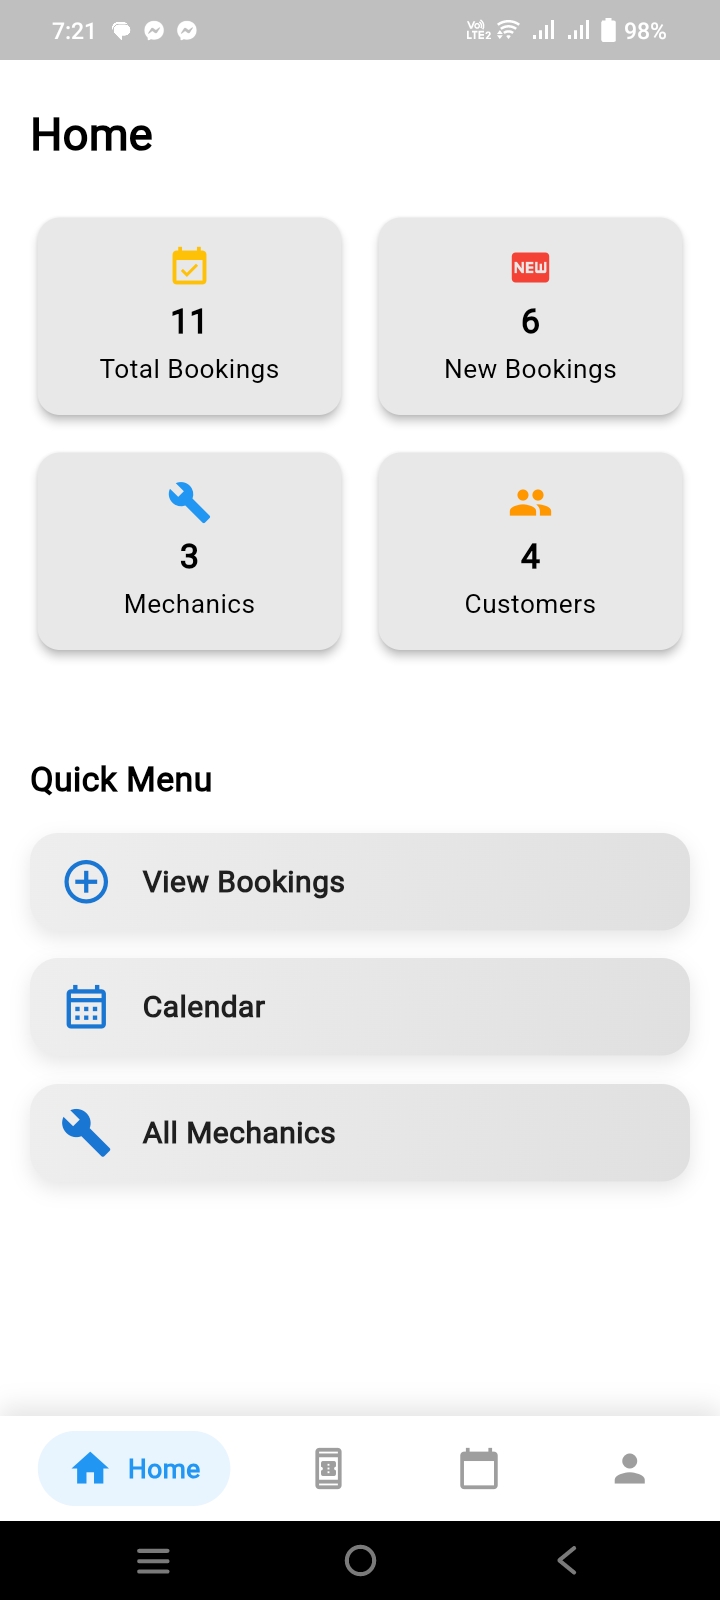 7:21 Vo)) LTE2 98%
Home
11
Total Bookings
NEW
6
New Bookings
3
Mechanics
4
Customers
Quick Menu
View Bookings
Calendar
All Mechanics
Home